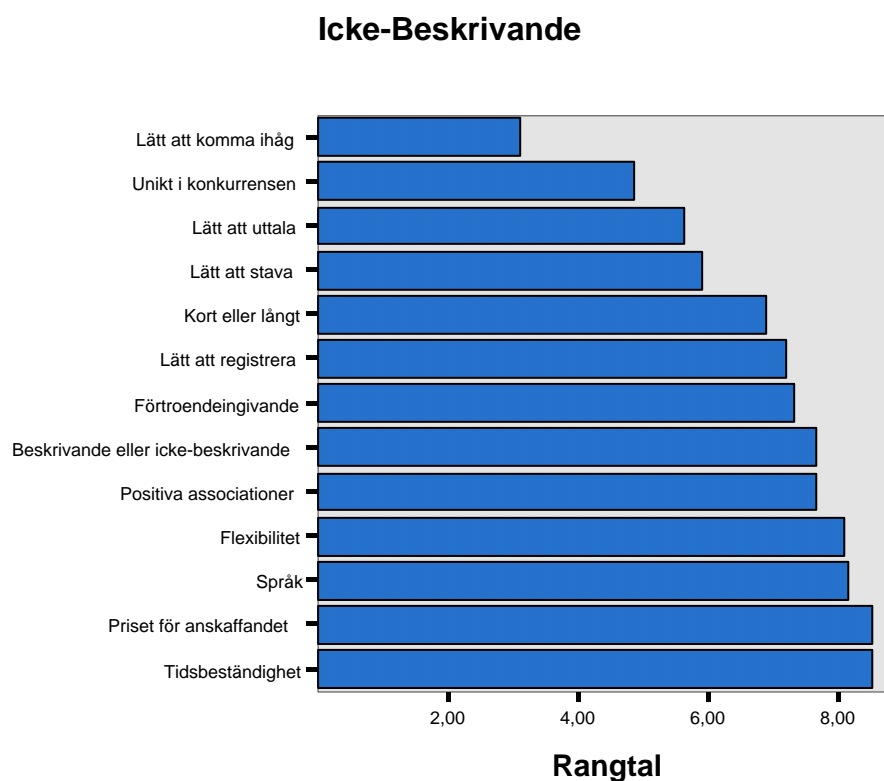 Icke-Beskrivande
Lätt att komma ihåg
Unikt i konkurrensen
Lätt att uttala
Lätt att stava
Kort eller långt
Lätt att registrera
Förtroendeingivande
Beskrivande eller icke-beskrivande
Positiva associationer
Flexibilitet
Språk
Priset för anskaffandet
Tidsbeständighet
2,00 4,00 6,00 8,00
Rangtal